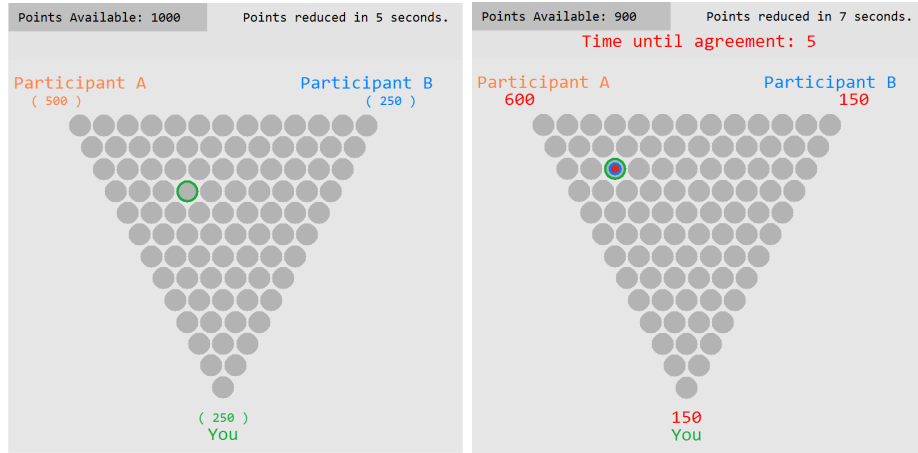 Points Available: 1000 Points reduced in 5 seconds.
Participant A Participant B
( 500 ) ( 250 )
( 250 )
You
Points Available: 900 Points reduced in 7 seconds.
Time until agreement: 5
Participant A Participant B
600 150
150
You